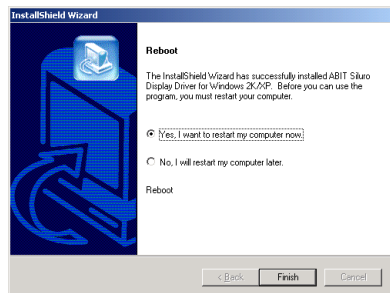 InstallShield Wizard
Reboot
The InstallShield Wizard has successfully installed ABIT Siluro
Display Driver for Windows 2K/XP. Before you can use the
program, you must restart your computer.
Yes, I want to restart my computer now.
No, I will restart my computer later.
Reboot
< Back
Finish
Cancel